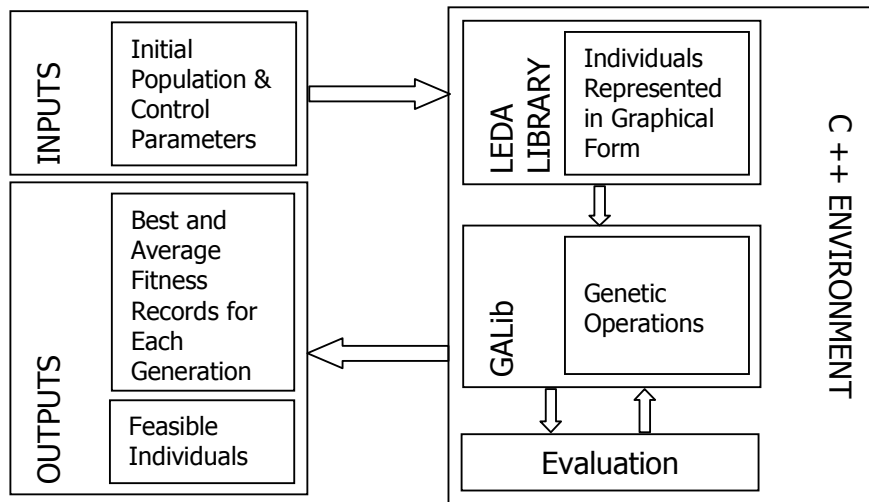 INPUTS
Initial
Population &
Control
Parameters
OUTPUTS
Best and
Average
Fitness
Records for
Each
Generation
Feasible
Individuals
LEDA
LIBRARY
Individuals
Represented
in Graphical
Form
GALib
Genetic
Operations
Evaluation
C ++ ENVIRONMENT